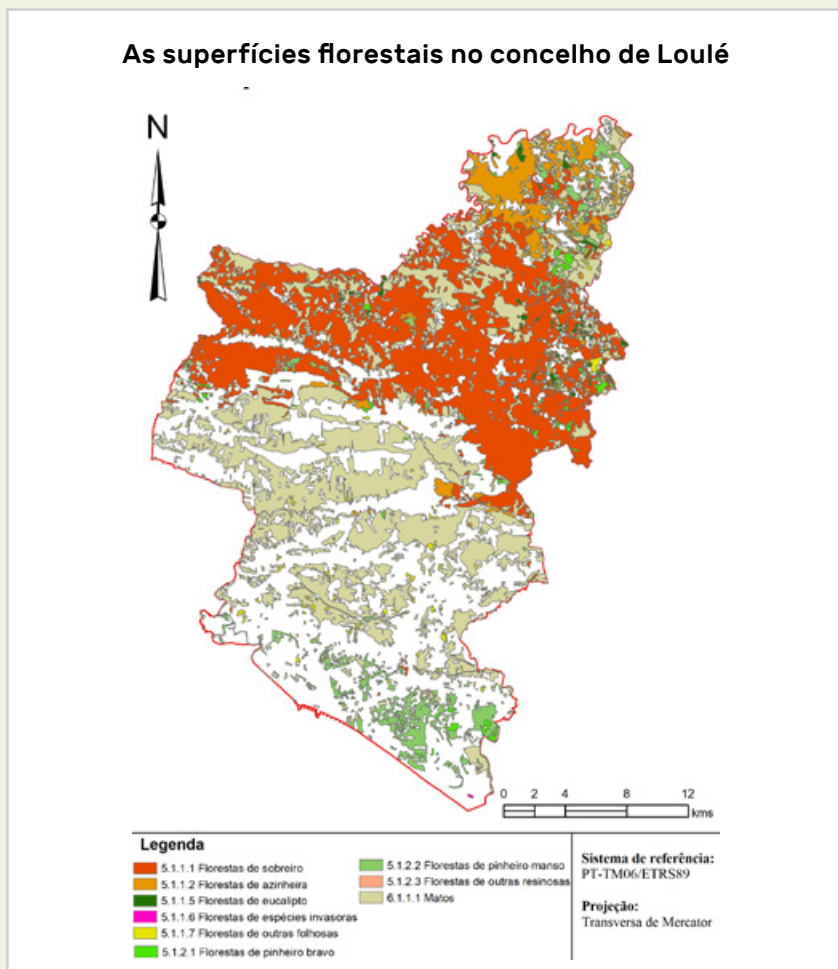 As superfícies florestais no concelho de Loulé
N
0 2 4 8 12
kms
Legenda
5.1.1.1 Florestas de sobreiro
5.1.1.2 Florestas de azinheira
5.1.1.5 Florestas de eucalipto
5.1.1.6 Florestas de espécies invasoras
5.1.1.7 Florestas de outras folhosas
5.1.2.1 Florestas de pinheiro bravo
5.1.2.2 Florestas de pinheiro manso
5.1.2.3 Florestas de outras resinosas
6.1.1.1 Matos
Sistema de referência:
PT-TM06/ETRS89
Projeção:
Transversa de Mercator